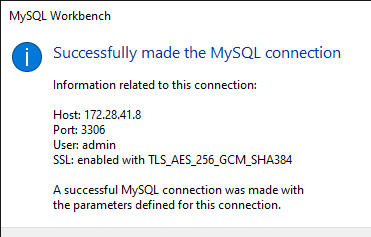 MySQL Workbench
Successfully made the MySQL connection
Information related to this connection:
Host: 172.28.41.8
Port: 3306
User: admin
SSL: enabled with TLS_AES_256_GCM_SHA384
A successful MySQL connection was made with
the parameters defined for this connection.